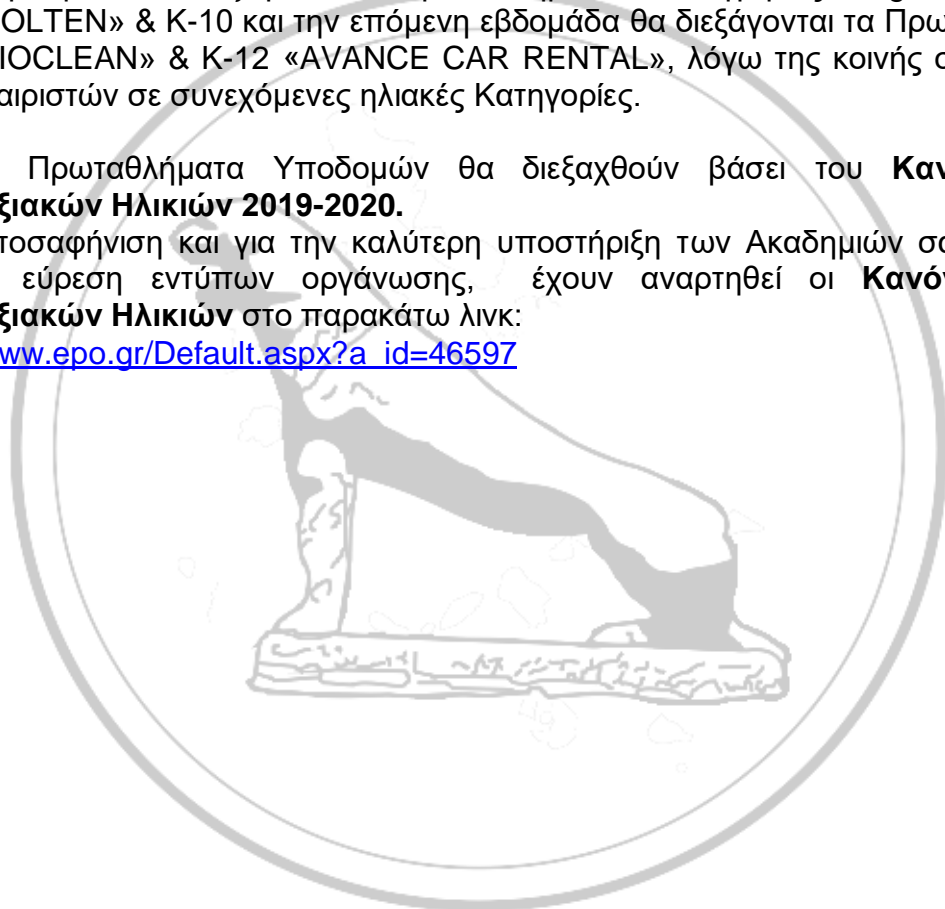 OLTEN» & Κ-10 και την επόμενη εβδομάδα θα διεξάγονται τα Πρω
IOCLEAN» & Κ-12 «AVANCE CAR RENTAL», λόγω της κοινής
αιριστών σε συνεχόμενες ηλιακές Κατηγορίες.
Πρωταθλήματα Υποδομών θα διεξαχθούν βάσει του Καν
ξιακών Ηλικιών 2019-2020.
τοσαφήνιση και για την καλύτερη υποστήριξη των Ακαδημιών σα
εύρεση εντύπων οργάνωσης, έχουν αναρτηθεί οι Κανόν
ξιακών Ηλικιών στο παρακάτω λινκ:
ww.epo.gr/Default.aspx?a_id=46597